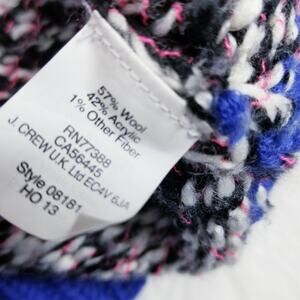 57% Wool
42% Acrylic
1% Other Fiber
RN77388
CA56445
J. CREW U.K. Ltd EC4V 6JA
Style 08181
HO 13